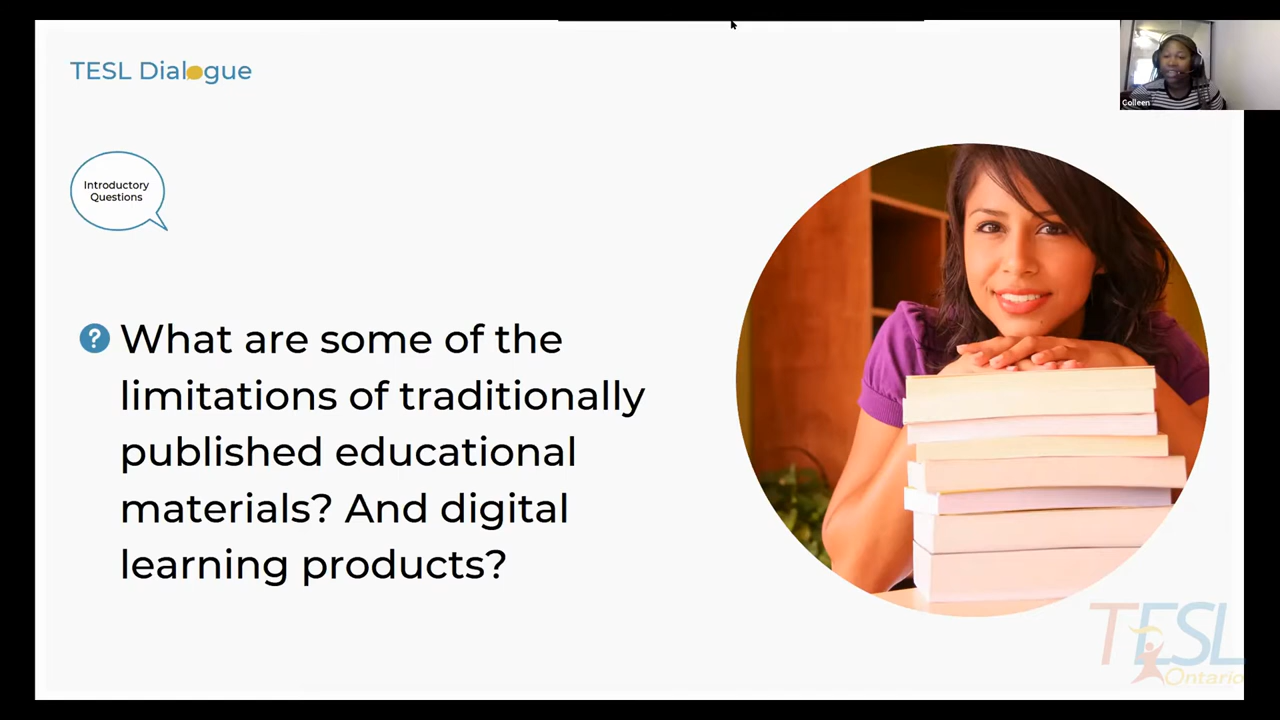 TESL Dialogue
Colleen
Introductory
Questions
What are some of the
limitations of traditionally
published educational
materials? And digital
learning products?
TESL
Ontario